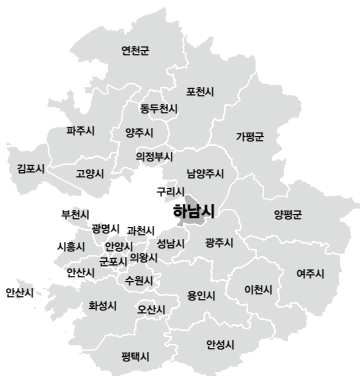 연천군
포천시
동두천시
파주시
양주시
가평군
의정부시
김포시
고양시
남양주시
구리시
하남시
부천시
양평군
광명시
과천시
시흥시
안양시
성남시
광주시
군포시
의왕시
안산시
수원시
여주시
안산시
용인시
이천시
화성시
오산시
안성시
평택시